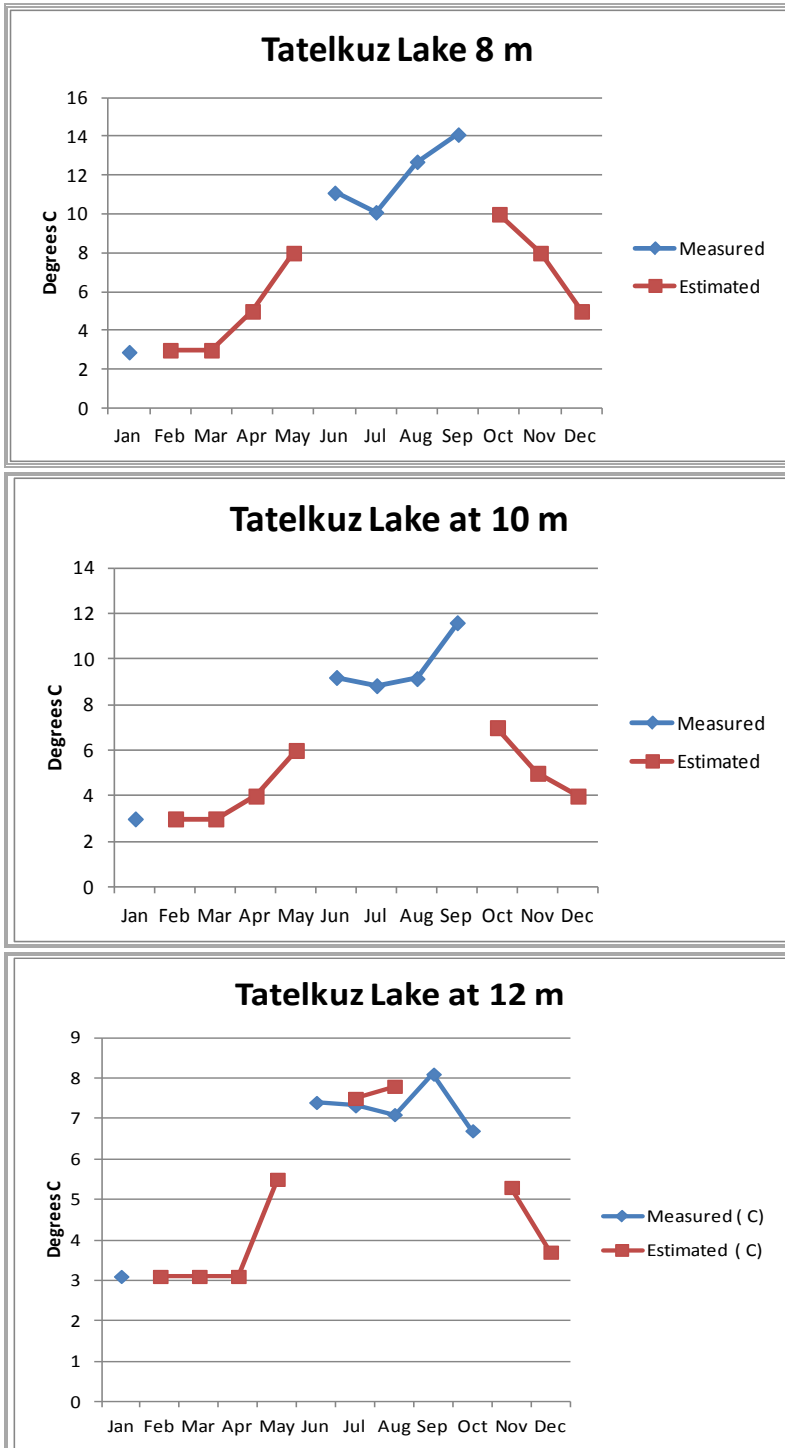 Tatelkuz Lake 8 m
16
14
12
10
8
6
4
2
0
Degrees C
Jan Feb Mar Apr May Jun Jul Aug Sep Oct Nov Dec
Measured
Estimated
Tatelkuz Lake at 10 m
14
12
10
8
6
4
2
0
Degrees C
Jan Feb Mar Apr May Jun Jul Aug Sep Oct Nov Dec
Measured
Estimated
Tatelkuz Lake at 12 m
9
8
7
6
5
4
3
2
1
0
Degrees C
Jan Feb Mar Apr May Jun Jul Aug Sep Oct Nov Dec
Measured ( C)
Estimated ( C)